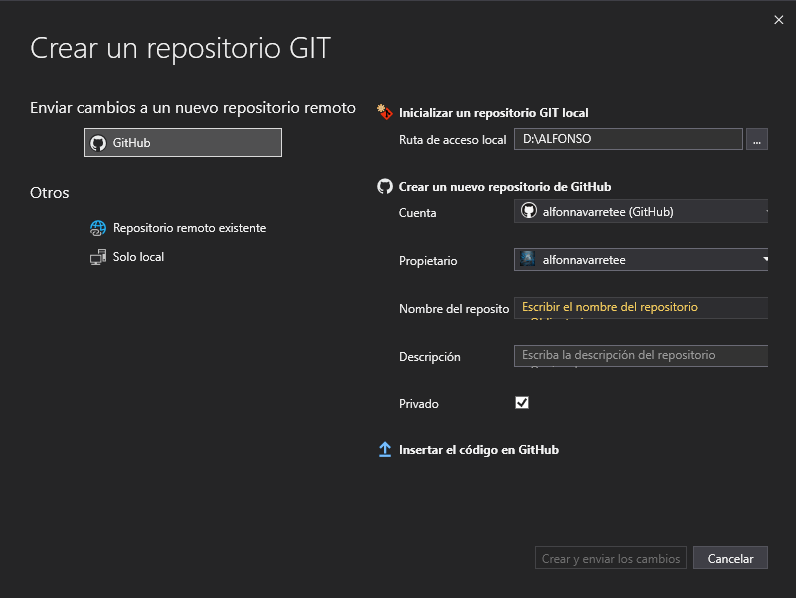 Crear un repositorio GIT
Enviar cambios a un nuevo repositorio remoto
GitHub
Otros
Repositorio remoto existente
Solo local
Inicializar un repositorio GIT local
Ruta de acceso local D:\ALFONSO ...
Crear un nuevo repositorio de GitHub
Cuenta alfonnavarretee (GitHub)
Propietario alfonnavarretee
Nombre del reposito Escribir el nombre del repositorio
Descripción Escriba la descripción del repositorio
Privado
Insertar el código en GitHub
Crear y enviar los cambios Cancelar